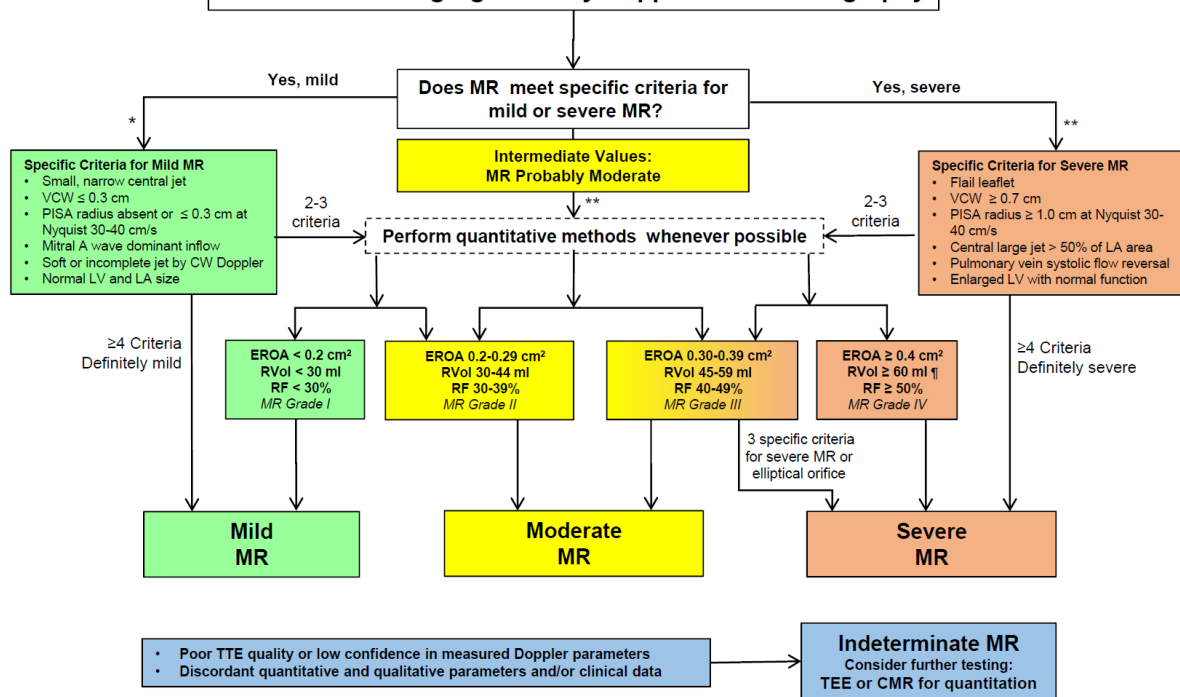 Yes, mild
Does MR meet specific criteria for
mild or severe MR?
Yes, severe
*
**
Specific Criteria for Mild MR
• Small, narrow central jet
• VCW ≤ 0.3 cm
• PISA radius absent or ≤ 0.3 cm at
Nyquist 30-40 cm/s
• Mitral A wave dominant inflow
• Soft or incomplete jet by CW Doppler
• Normal LV and LA size
Intermediate Values:
MR Probably Moderate
**
Specific Criteria for Severe MR
• Flail leaflet
• VCW ≥ 0.7 cm
• PISA radius ≥ 1.0 cm at Nyquist 30-
40 cm/s
• Central large jet > 50% of LA area
• Pulmonary vein systolic flow reversal
• Enlarged LV with normal function
2-3
criteria
Perform quantitative methods whenever possible
2-3
criteria
≥4 Criteria
Definitely mild
EROA < 0.2 cm²
RVol < 30 ml
RF < 30%
MR Grade I
EROA 0.2-0.29 cm²
RVol 30-44 ml
RF 30-39%
MR Grade II
EROA 0.30-0.39 cm²
RVol 45-59 ml
RF 40-49%
MR Grade III
EROA ≥ 0.4 cm²
RVol ≥ 60 ml ¶
RF ≥ 50%
MR Grade IV
≥4 Criteria
Definitely severe
3 specific criteria
for severe MR or
elliptical orifice
Mild
MR
Moderate
MR
Severe
MR
• Poor TTE quality or low confidence in measured Doppler parameters
• Discordant quantitative and qualitative parameters and/or clinical data
Indeterminate MR
Consider further testing:
TEE or CMR for quantitation